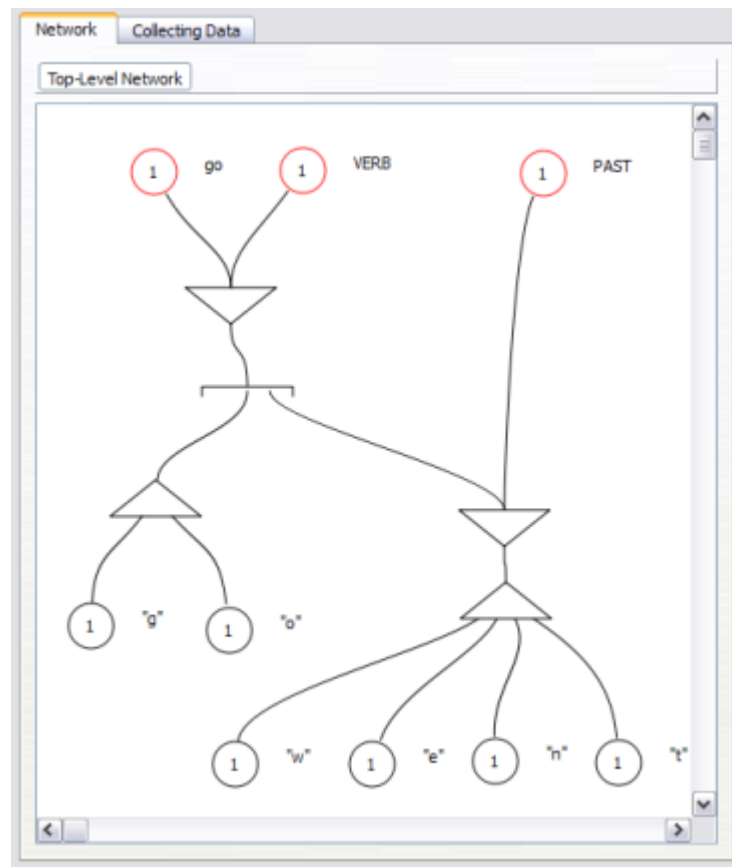 Network Collecting Data
Top-Level Network
1 go 1 VERB 1 PAST
1 "g" 1 "o"
1 "w" 1 "e" 1 "n" 1 "t"